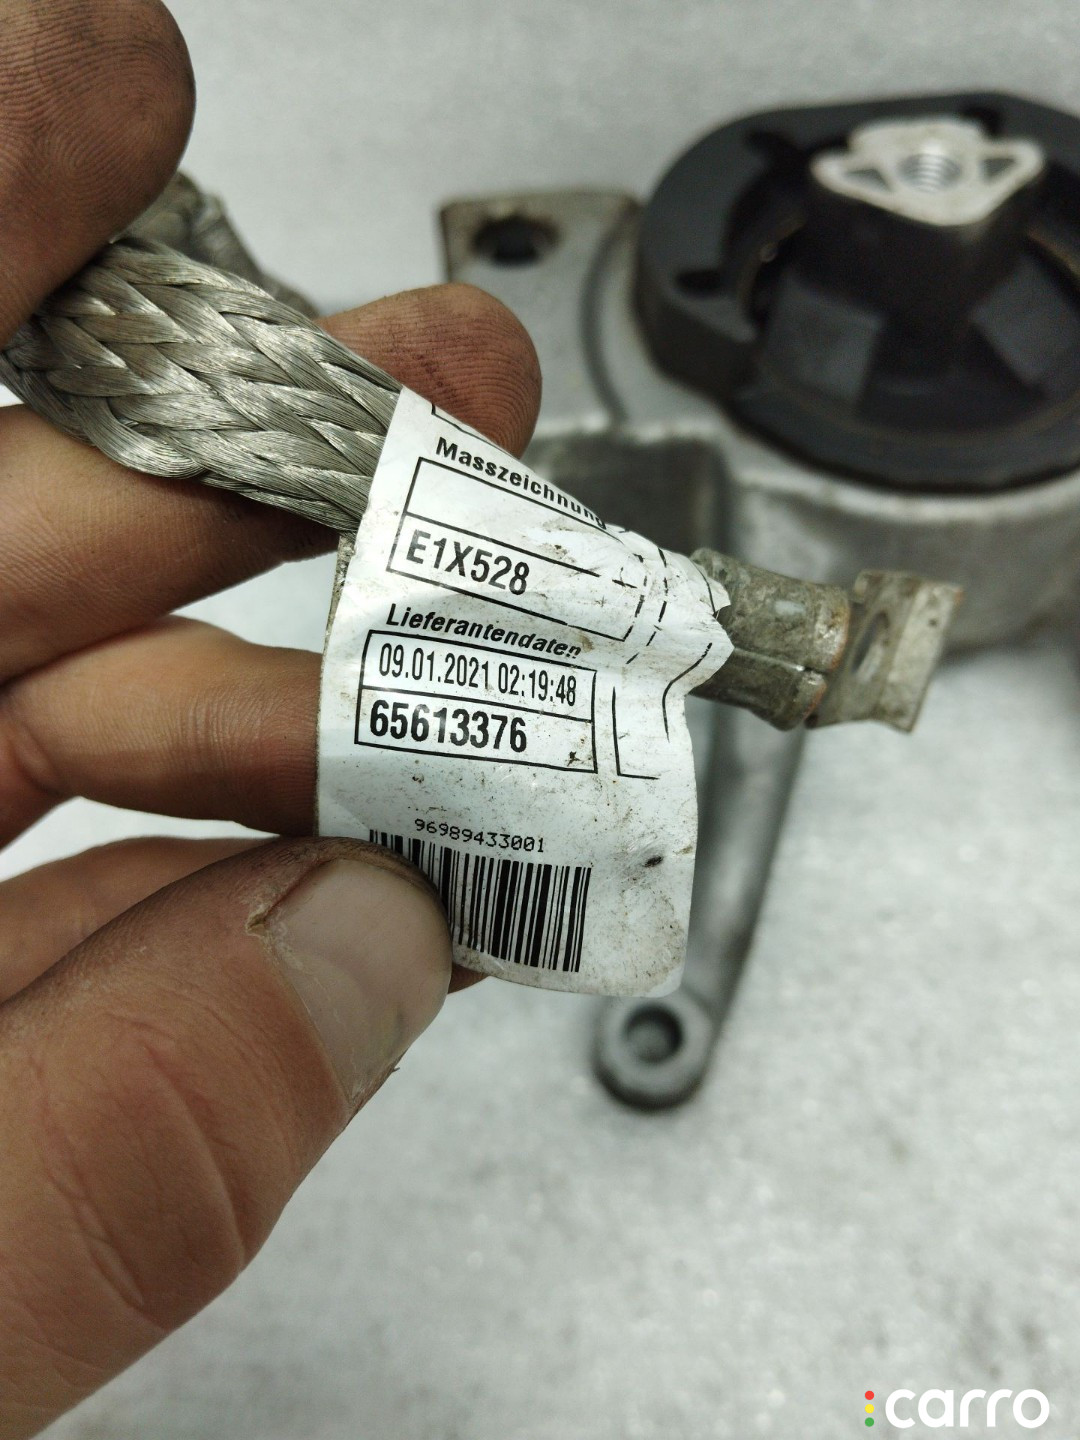 Masszeichnung
E1X528
Lieferantendaten
09.01.2021 02:19:48
65613376
96989433001
carro